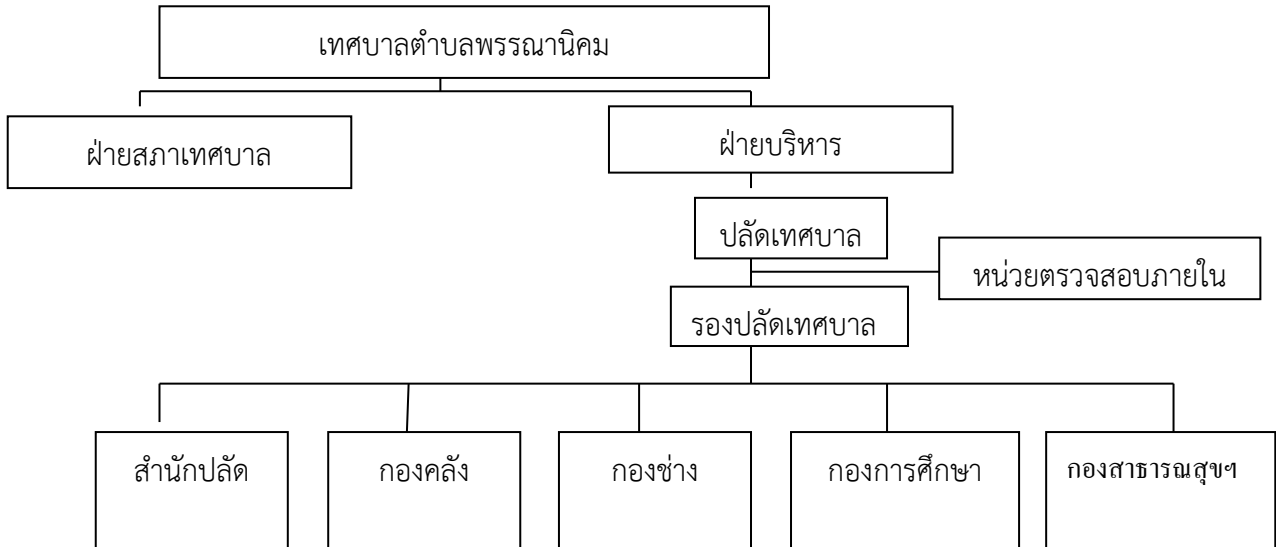 เทศบาลตำบลพรรณานิคม
ฝ่ายสภาเทศบาล
ฝ่ายบริหาร
ปลัดเทศบาล
หน่วยตรวจสอบภายใน
รองปลัดเทศบาล
สำนักปลัด
กองคลัง
กองช่าง
กองการศึกษา
กองสาธารณสุขฯ